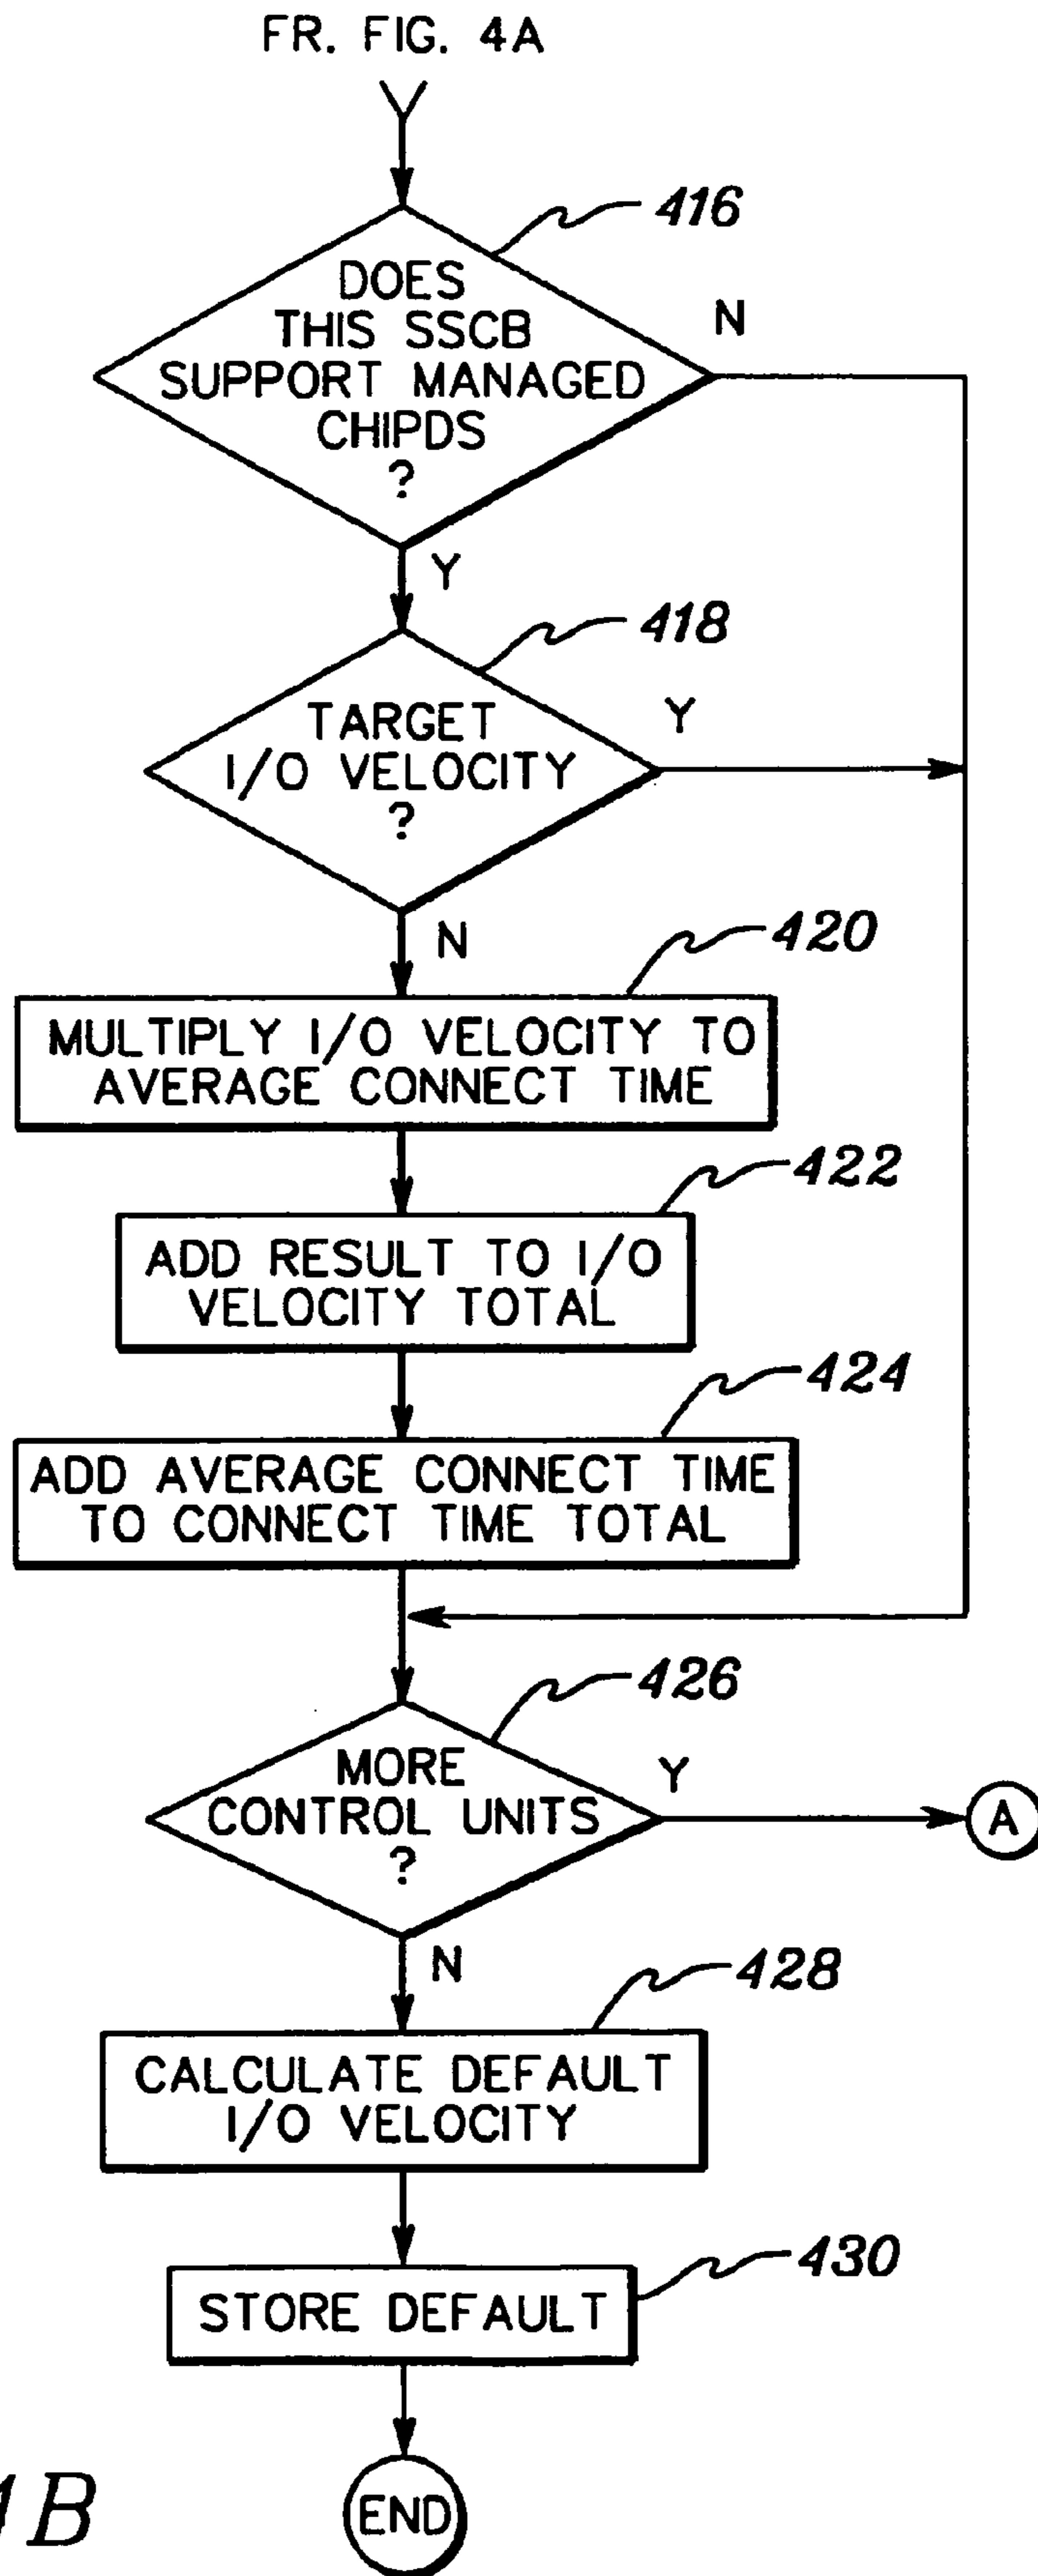 FR. FIG. 4A
416
DOES
THIS SSCB
SUPPORT MANAGED
CHIPDS
?
N
Y
418
TARGET
I/O VELOCITY
?
Y
N
420
MULTIPLY I/O VELOCITY TO
AVERAGE CONNECT TIME
422
ADD RESULT TO I/O
VELOCITY TOTAL
424
ADD AVERAGE CONNECT TIME
TO CONNECT TIME TOTAL
426
MORE
CONTROL UNITS
?
Y
A
N
428
CALCULATE DEFAULT
I/O VELOCITY
430
STORE DEFAULT
END
B